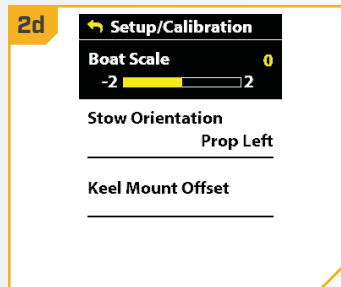 2d
Setup/Calibration
Boat Scale 0
-2 2
Stow Orientation
Prop Left
Keel Mount Offset